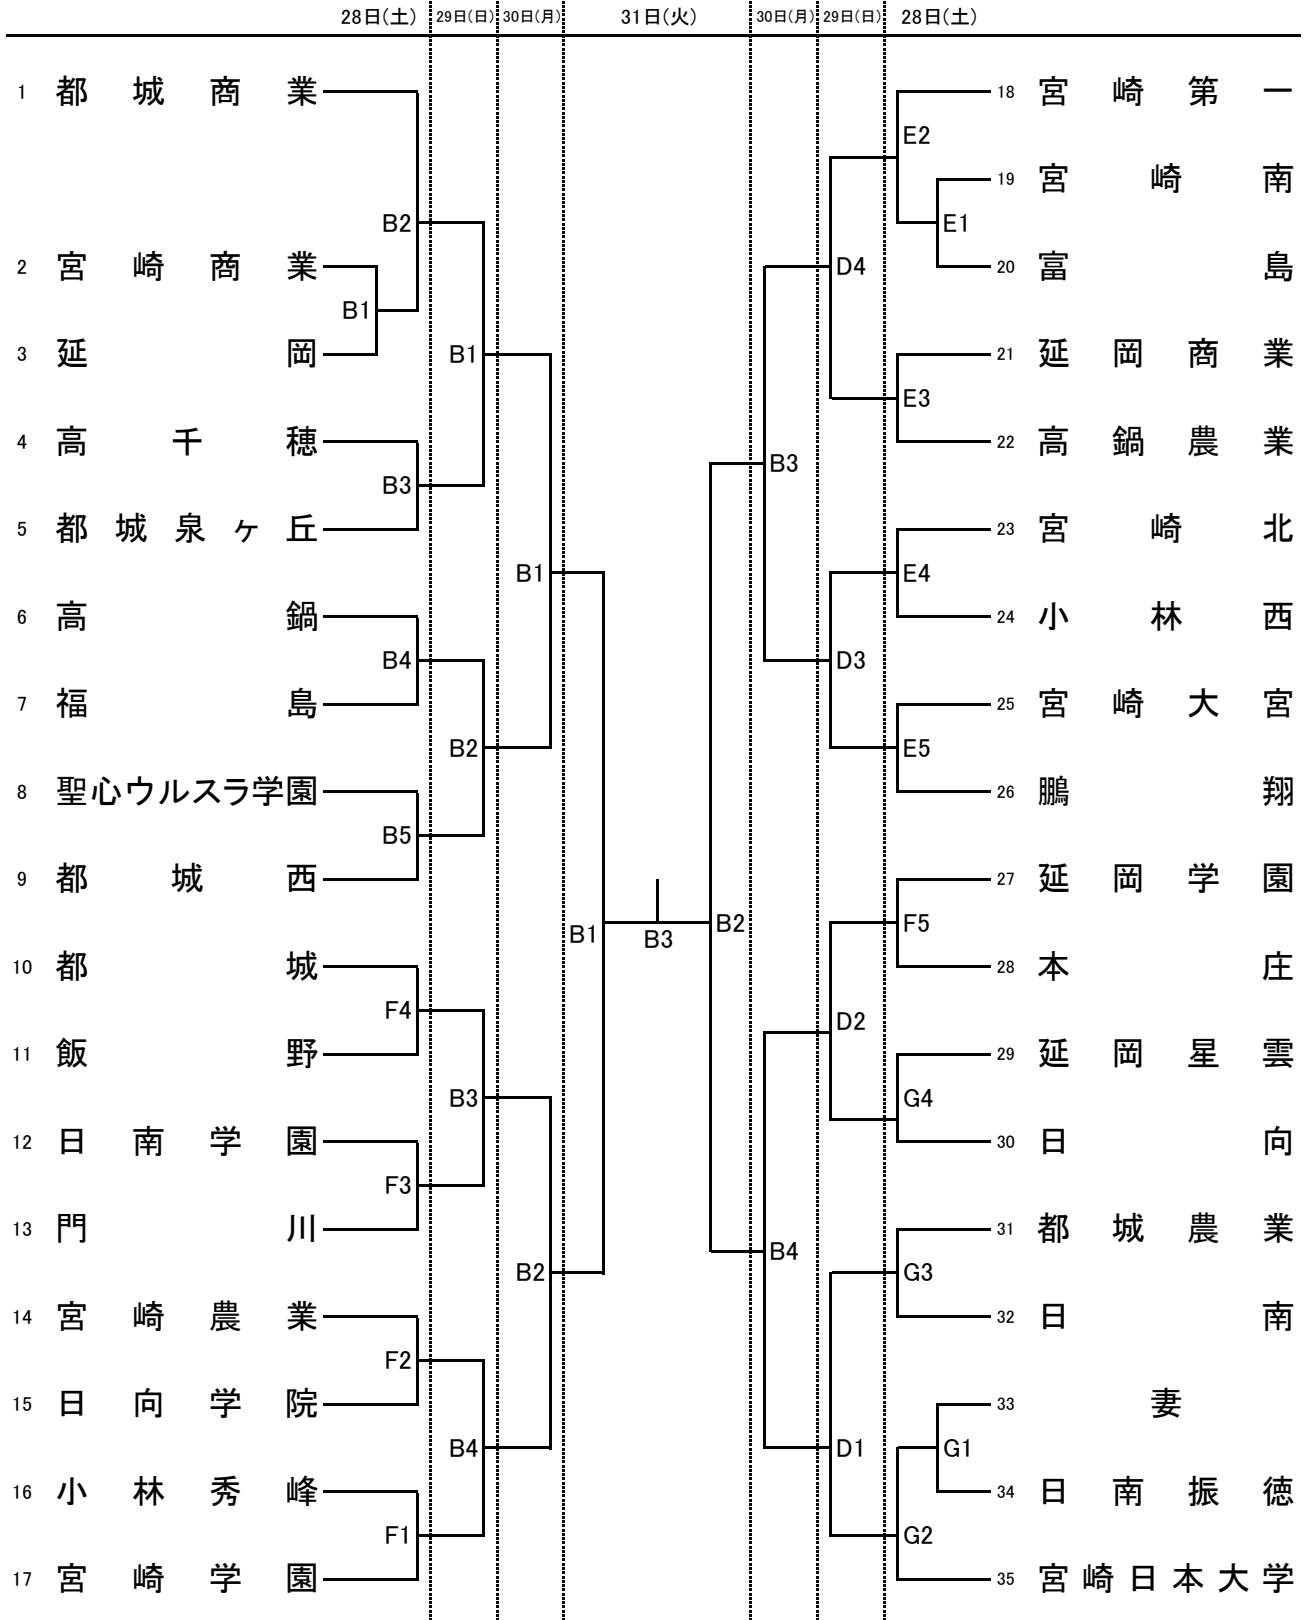 28日(土) 29日(日) 30日(月) 31日(火) 30日(月) 29日(日) 28日(土)
1 都城商業 18 宮崎第一
E2
19 宮崎南
B2 E1
2 宮崎商業 D4 20 富島
B1
3 延岡 B1 21 延岡商業
E3
4 高千穂 22 高鍋農業
B3 B3
5 都城泉ヶ丘 23 宮崎北
B1 E4
6 高鍋 24 小林西
B4 D3
7 福島 25 宮崎大宮
B2 E5
8 聖心ウルスラ学園 26 鵬翔
B5
9 都城西 27 延岡学園
B1 B3 B2 F5
10 都城 28 本庄
F4 D2
11 飯野 29 延岡星雲
B3 G4
12 日南学園 30 日向
F3
13 門川 31 都城農業
B2 B4 G3
14 宮崎農業 32 日南
F2
15 日向学院 33 妻
B4 D1 G1
16 小林秀峰 34 日南振徳
F1 G2
17 宮崎学園 35 宮崎日本大学